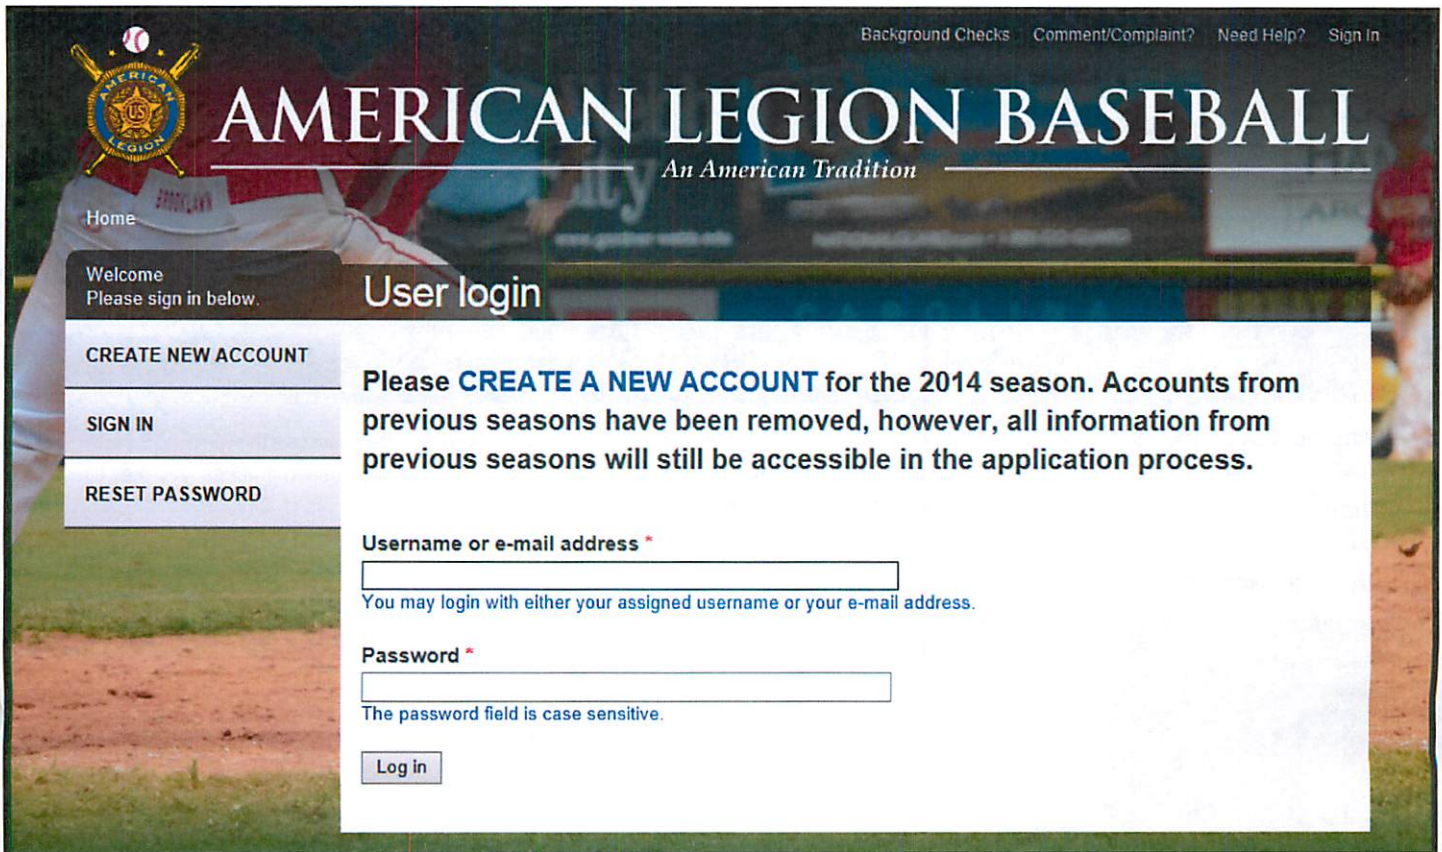 Background Checks Comment/Complaint? Need Help? Sign In
AMERICAN
US
LEGION
AMERICAN LEGION BASEBALL
An American Tradition
BROOKLAWN
Home
Welcome
Please sign in below.
User login
CREATE NEW ACCOUNT
SIGN IN
RESET PASSWORD
Please CREATE A NEW ACCOUNT for the 2014 season. Accounts from
previous seasons have been removed, however, all information from
previous seasons will still be accessible in the application process.
Username or e-mail address *
You may login with either your assigned username or your e-mail address.
Password *
The password field is case sensitive.
Log in